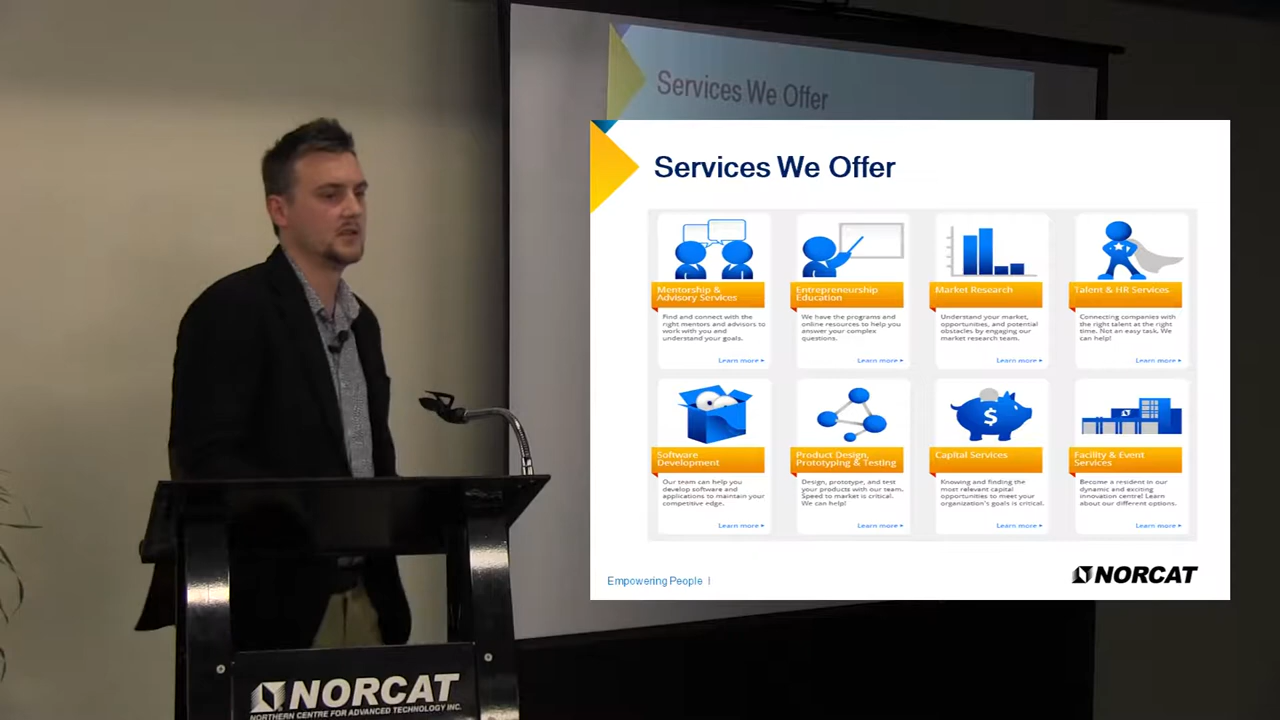 Services We Offer
Services We Offer
Mentorship &
Advisory Services
Find and connect with the
right mentors and advisors to
work with you and
understand your goals.
Learn more
Entrepreneurship
Education
We have the programs and
online resources to help you
answer your complex
questions.
Learn more
Market Research
Understand your market,
opportunities, and potential
obstacles by engaging our
market research team.
Learn more
Talent & HR Services
Connecting companies with
the right talent at the right
time. Not an easy task. We
can help!
Learn more
Software
Development
Our team can help you
develop software and
applications to maintain your
competitive edge.
Learn more
Product Design,
Prototyping & Testing
Design, prototype, and test
your products with our team.
Speed to market is critical.
We can help!
Learn more
$
Capital Services
Knowing and finding the
most relevant capital
opportunities to meet your
organization's goals is critical.
Learn more
Facility & Event
Services
Become a resident in our
dynamic and exciting
innovation centre! Learn
about our different options.
Learn more
Empowering People |
NORCAT
NORCAT
NORTHERN CENTRE FOR ADVANCED TECHNOLOGY INC.